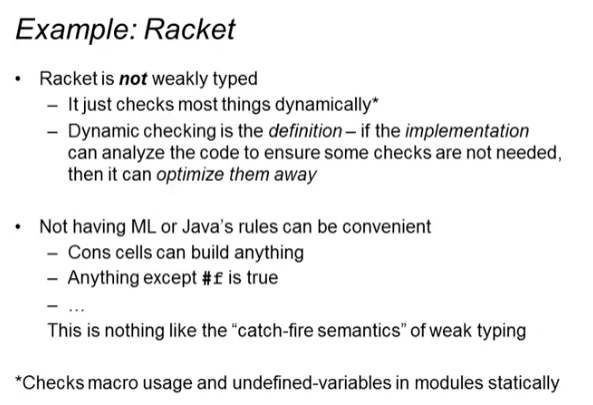 Example: Racket
• Racket is not weakly typed
– It just checks most things dynamically*
– Dynamic checking is the definition – if the implementation
can analyze the code to ensure some checks are not needed,
then it can optimize them away
• Not having ML or Java's rules can be convenient
– Cons cells can build anything
– Anything except #f is true
– …
This is nothing like the “catch-fire semantics” of weak typing
*Checks macro usage and undefined-variables in modules statically